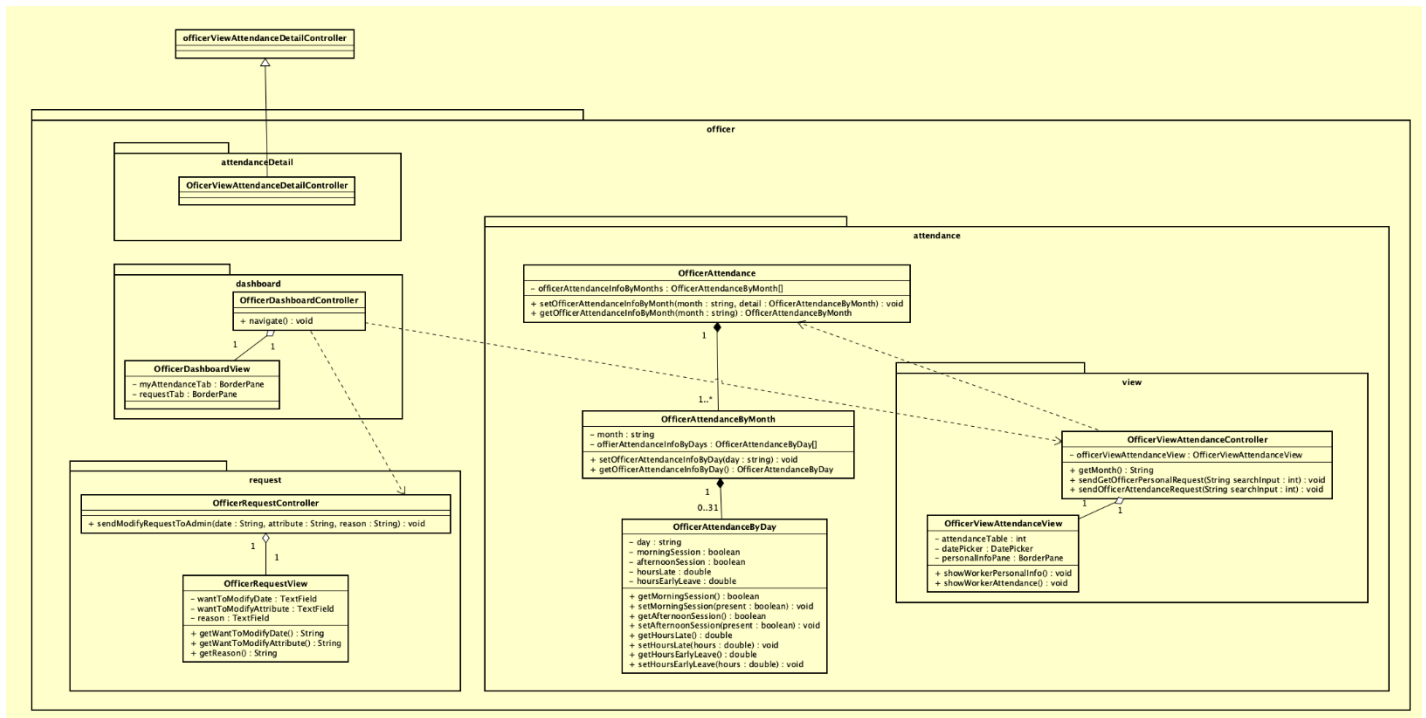 officerViewAttendanceDetailController
officer
attendanceDetail
OficerViewAttendanceDetailController
dashboard
OfficerDashboardController
+ navigate() : void
1
1
OfficerDashboardView
- myAttendanceTab : BorderPane
- requestTab : BorderPane
request
OfficerRequestController
+ sendModifyRequestToAdmin(date : String, attribute : String, reason : String) : void
1
1
OfficerRequestView
- wantToModifyDate : TextField
- wantToModifyAttribute : TextField
- reason : TextField
+ getWantToModifyDate() : String
+ getWantToModifyAttribute() : String
+ getReason() : String
attendance
OfficerAttendance
- officerAttendanceInfoByMonths : OfficerAttendanceByMonth[]
+ setOfficerAttendanceInfoByMonth(month : string, detail : OfficerAttendanceByMonth) : void
+ getOfficerAttendanceInfoByMonth(month : string) : OfficerAttendanceByMonth
1
1..*
OfficerAttendanceByMonth
- month : string
- offierAttendanceInfoByDays : OfficerAttendanceByDay[]
+ setOfficerAttendanceInfoByDay(day : string) : void
+ getOfficerAttendanceInfoByDay() : OfficerAttendanceByDay
1
0..31
OfficerAttendanceByDay
- day : string
- morningSession : boolean
- afternoonSession : boolean
- hoursLate : double
- hoursEarlyLeave : double
+ getMorningSession() : boolean
+ setMorningSession(present : boolean) : void
+ getAfternoonSession() : boolean
+ setAfternoonSession(present : boolean) : void
+ getHoursLate() : double
+ setHoursLate(hours : double) : void
+ getHoursEarlyLeave() : double
+ setHoursEarlyLeave(hours : double) : void
view
OfficerViewAttendanceController
- officerViewAttendanceView : OfficerViewAttendanceView
+ getMonth() : String
+ sendGetOfficerPersonalRequest(String searchInput : int) : void
+ sendOfficerAttendanceRequest(String searchInput : int) : void
1
1
OfficerViewAttendanceView
- attendanceTable : int
- datePicker : DatePicker
- personalInfoPane : BorderPane
+ showWorkerPersonalInfo() : void
+ showWorkerAttendance() : void